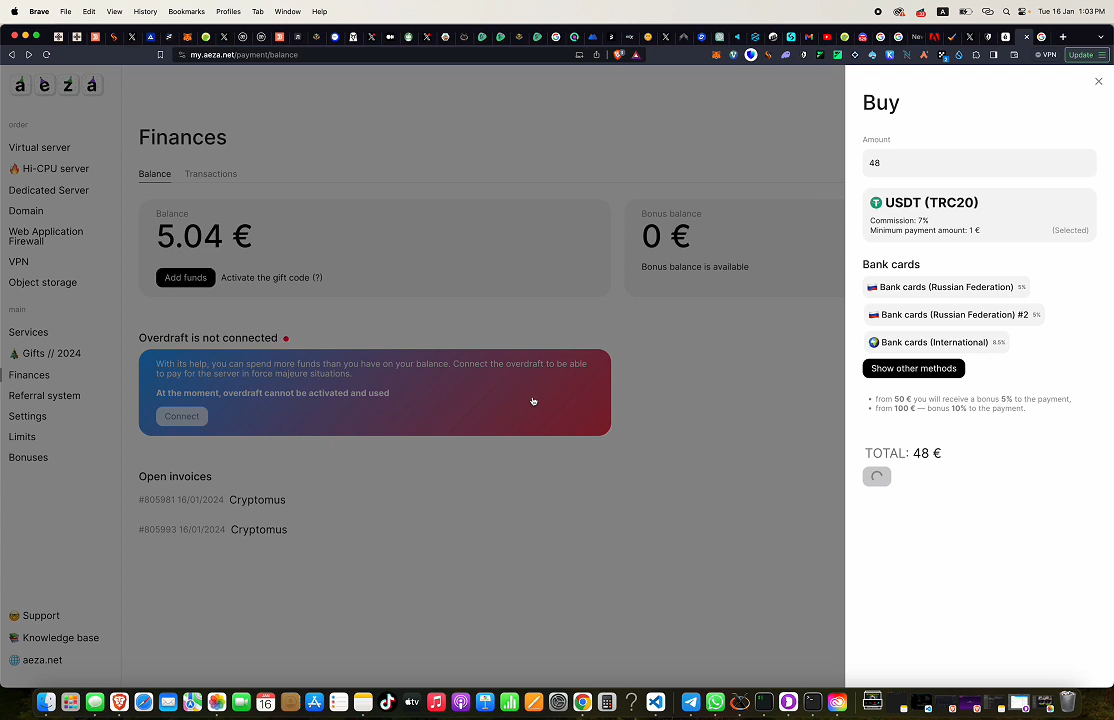 Brave File Edit View History Bookmarks Profiles Tab Window Help
Tue 16 Jan 1:03 PM
my.aeza.net/payment/balance
VPN
Update
a e z a
order
Virtual server
Hi-CPU server
Dedicated Server
Domain
Web Application
Firewall
VPN
Object storage
main
Services
Gifts // 2024
Finances
Referral system
Settings
Limits
Bonuses
Support
Knowledge base
aeza.net
Finances
Balance Transactions
Balance
5.04 €
Add funds Activate the gift code (?)
Bonus balance
0 €
Bonus balance is available
Overdraft is not connected
With its help, you can spend more funds than you have on your balance. Connect the overdraft to be able
to pay for the server in force majeure situations.
At the moment, overdraft cannot be activated and used
Connect
Open invoices
#805981 16/01/2024 Cryptomus
#805993 16/01/2024 Cryptomus
Buy
Amount
48
USDT (TRC20)
Commission: 7%
Minimum payment amount: 1 €
(Selected)
Bank cards
Bank cards (Russian Federation) 5%
Bank cards (Russian Federation) #2 5%
Bank cards (International) 8.5%
Show other methods
• from 50 € you will receive a bonus 5% to the payment,
• from 100 € — bonus 10% to the payment.
TOTAL: 48 €